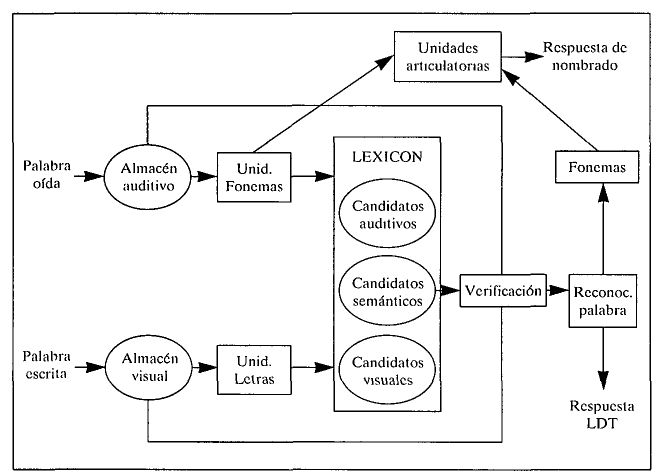 Unidades
articulatorias
Respuesta de
nombrado
Palabra
oída
Almacén
auditivo
Unid.
Fonemas
LEXICON
Candidatos
auditivos
Candidatos
semánticos
Candidatos
visuales
Verificación
Reconoc.
palabra
Fonemas
Palabra
escrita
Almacén
visual
Unid.
Letras
Respuesta
LDT